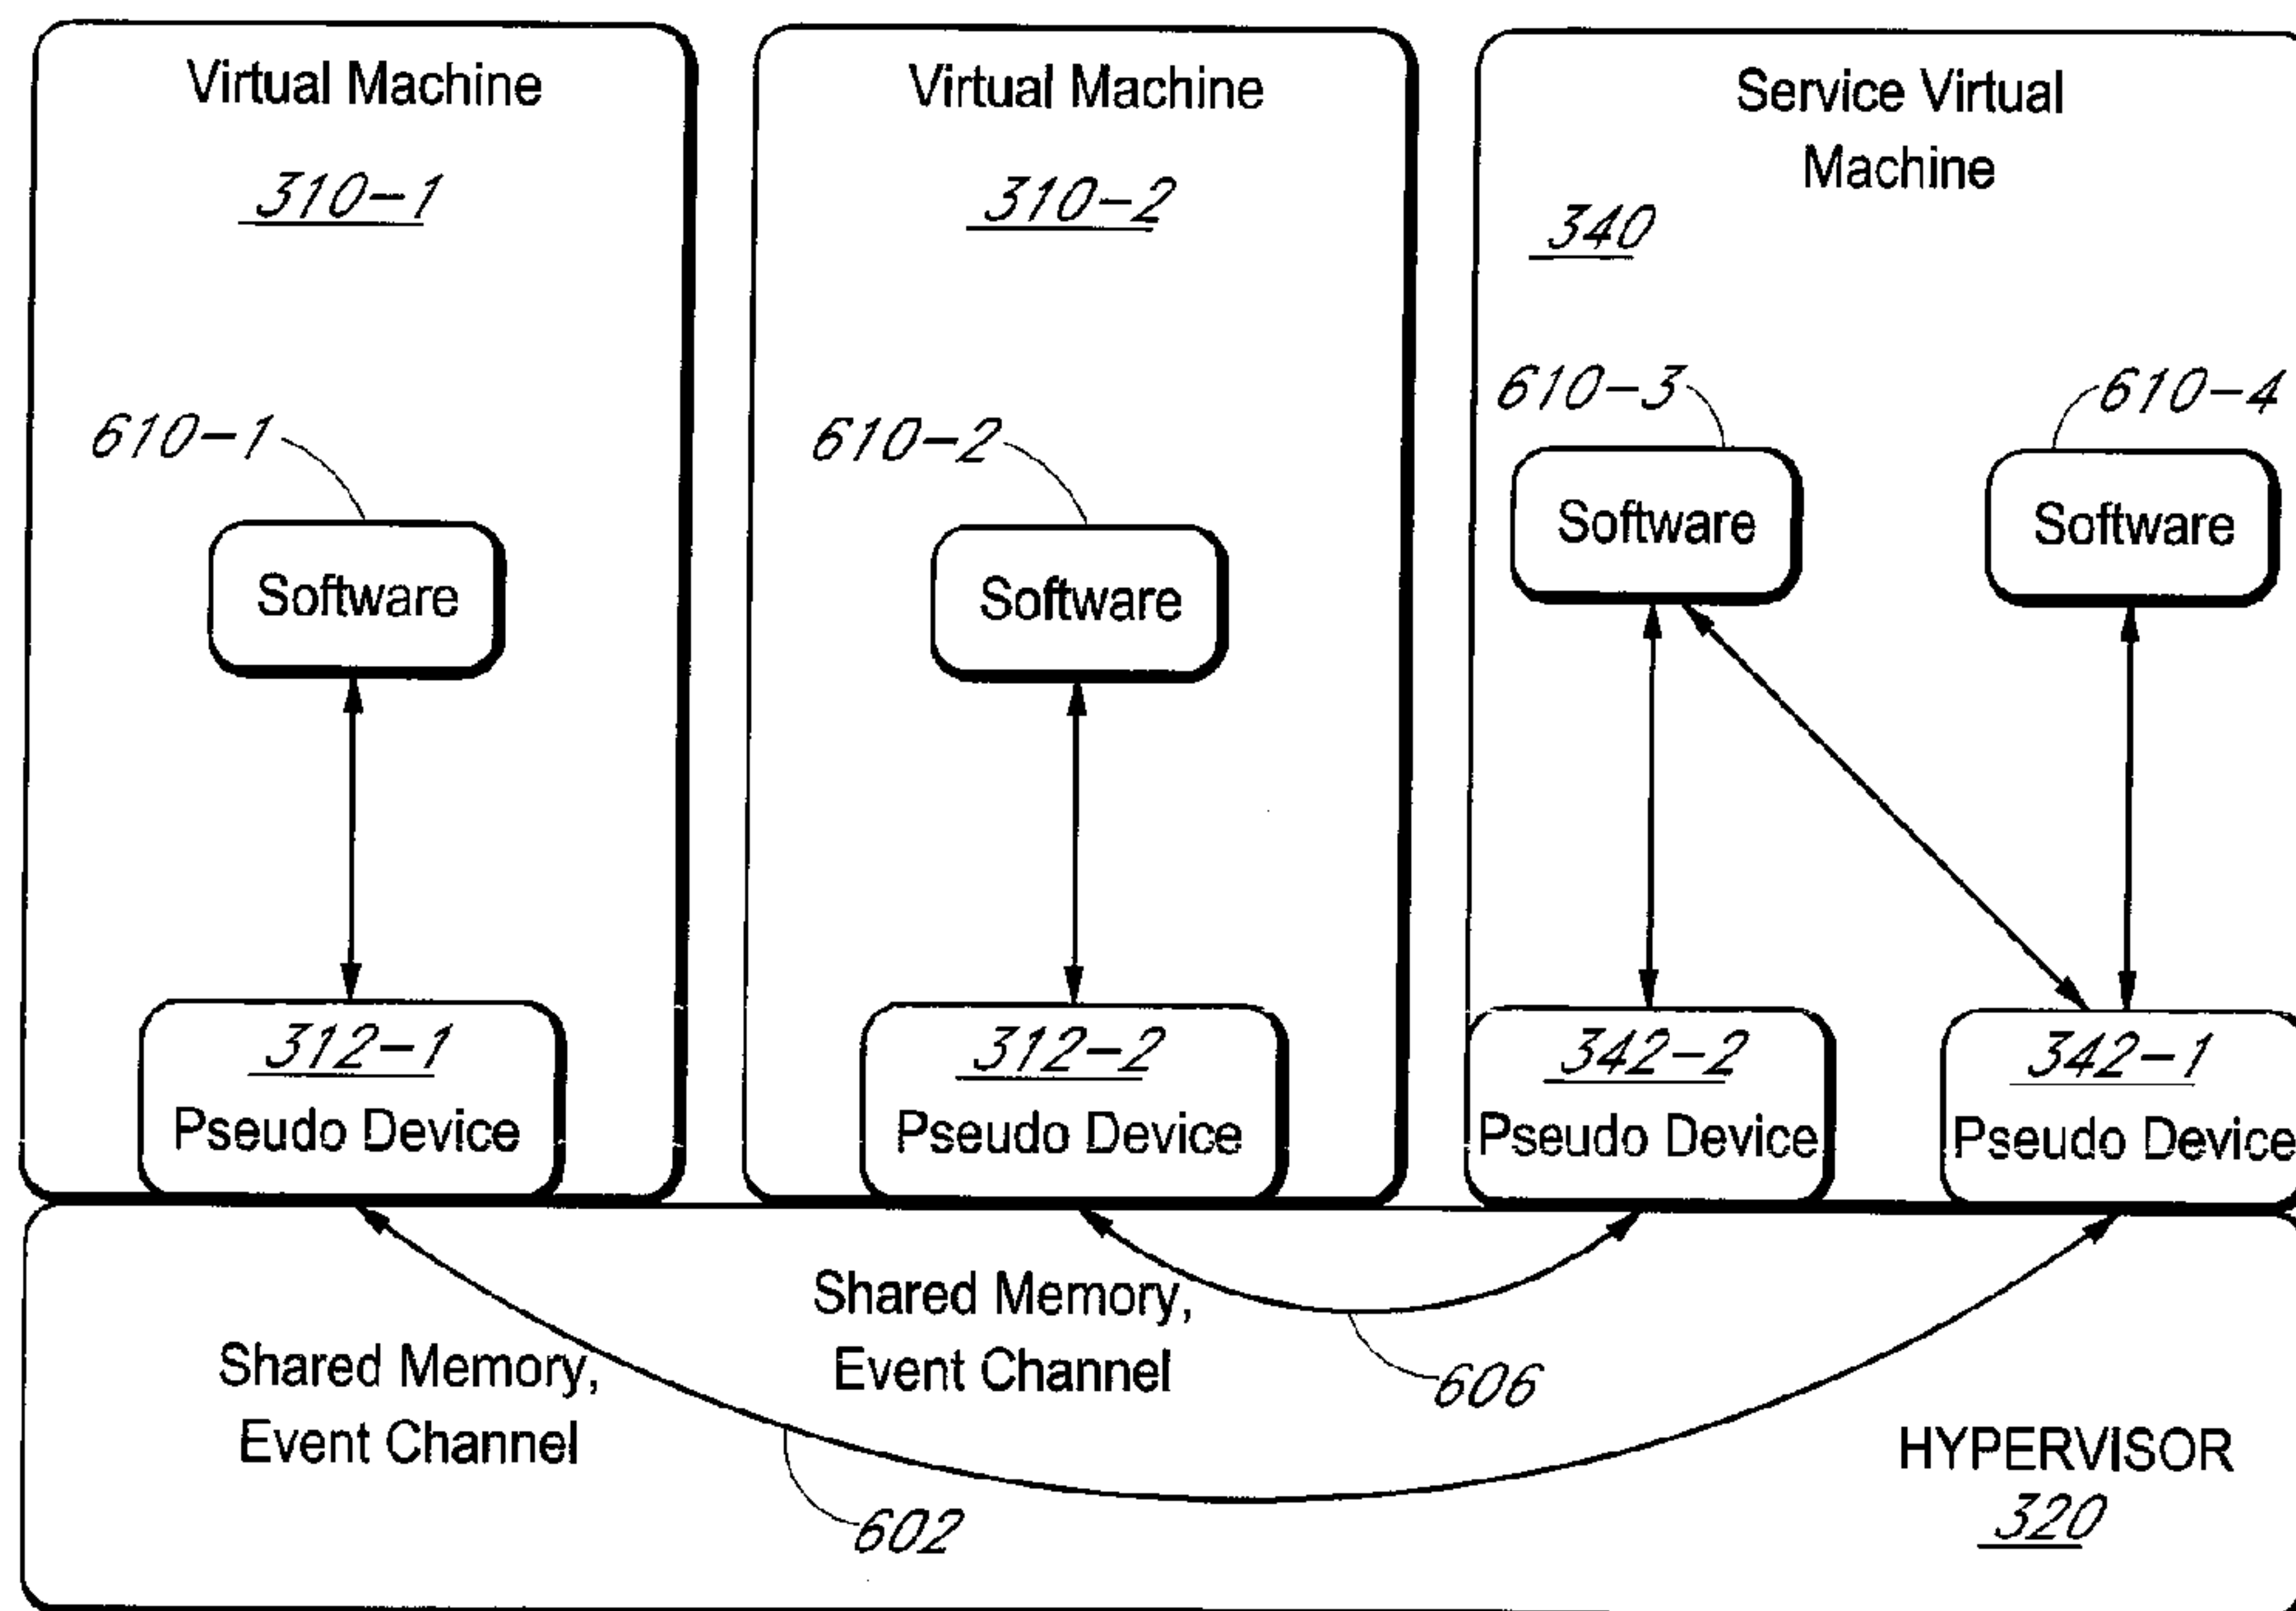 Virtual Machine
310-1
610-1
Software
312-1
Pseudo Device
Virtual Machine
310-2
610-2
Software
312-2
Pseudo Device
Service Virtual
Machine
340
610-3
610-4
Software
Software
342-2
Pseudo Device
342-1
Pseudo Device
Shared Memory,
Event Channel
602
Shared Memory,
Event Channel
606
HYPERVISOR
320